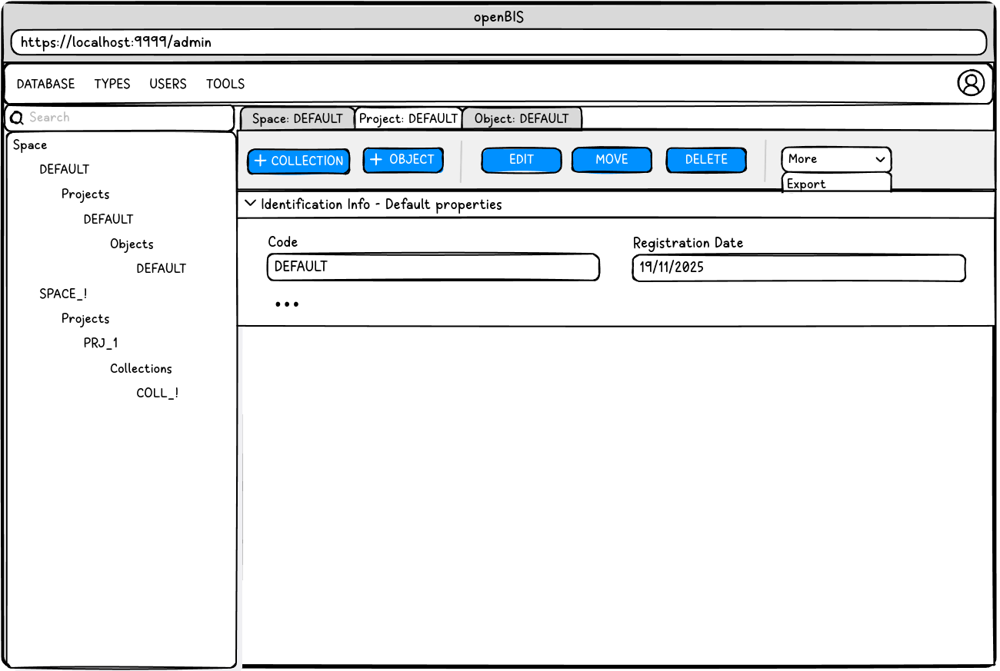 openBIS
https://localhost:9999/admin
DATABASE TYPES USERS TOOLS
Search
Space: DEFAULT Project: DEFAULT Object: DEFAULT
+ COLLECTION + OBJECT EDIT MOVE DELETE More
Export
Space
DEFAULT
Projects
DEFAULT
Objects
DEFAULT
SPACE_!
Projects
PRJ_1
Collections
COLL_!
Identification Info - Default properties
Code
DEFAULT
Registration Date
19/11/2025
...